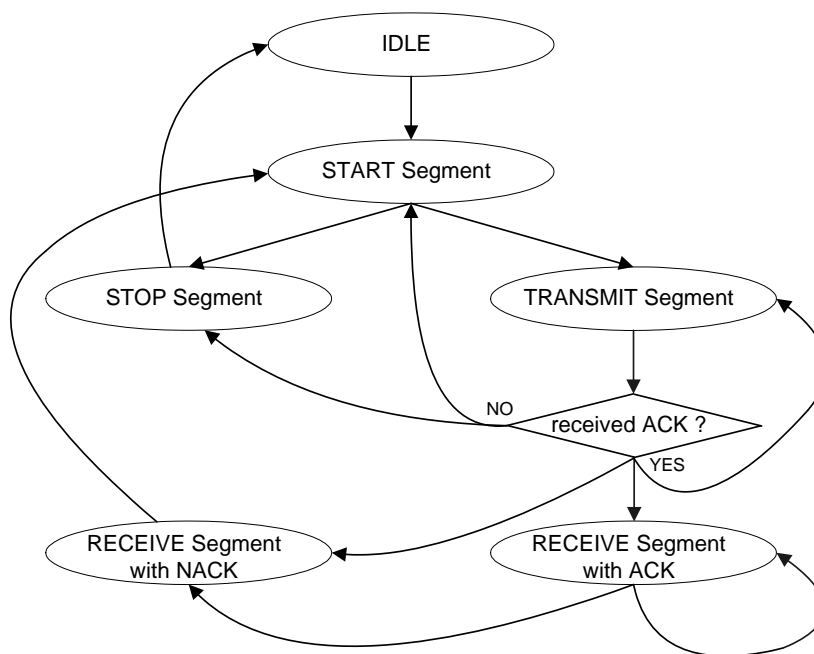 IDLE
START Segment
STOP Segment
TRANSMIT Segment
NO
received ACK ?
YES
RECEIVE Segment
with NACK
RECEIVE Segment
with ACK